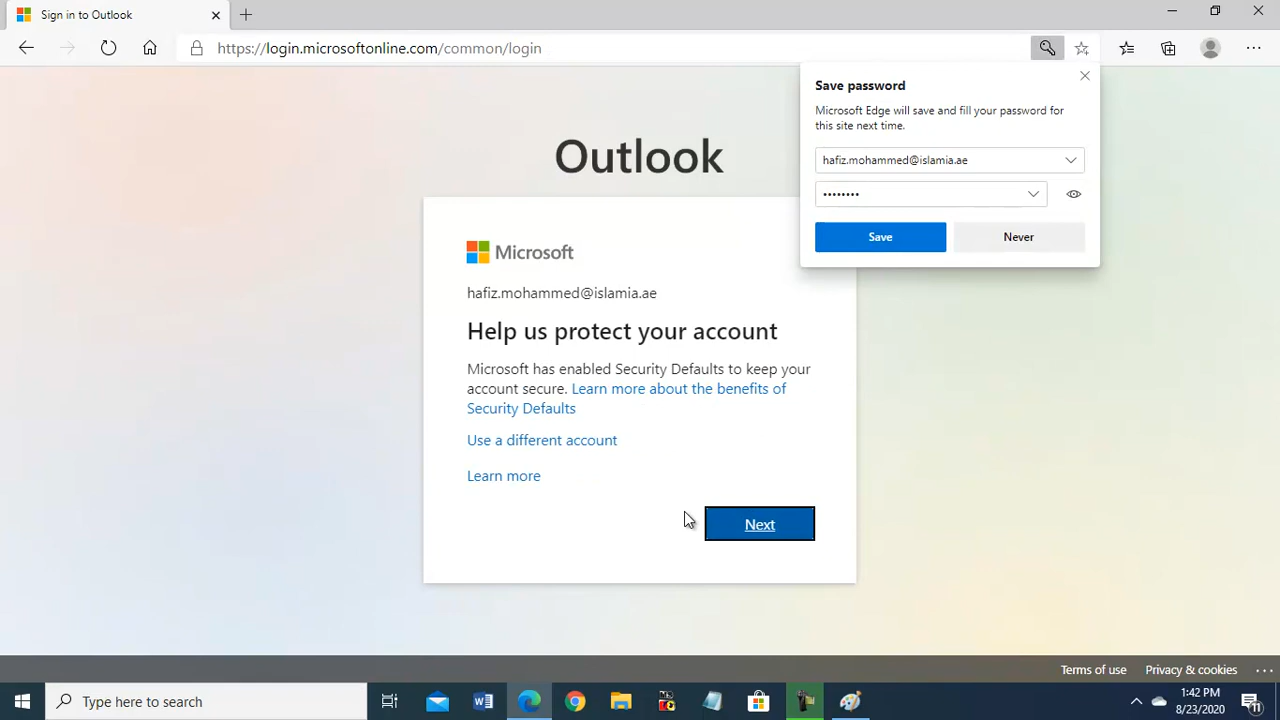 Sign in to Outlook
https://login.microsoftonline.com/common/login
Save password
Microsoft Edge will save and fill your password for
this site next time.
hafiz.mohammed@islamia.ae
••••••••
Save
Never
Outlook
Microsoft
hafiz.mohammed@islamia.ae
Help us protect your account
Microsoft has enabled Security Defaults to keep your
account secure. Learn more about the benefits of
Security Defaults
Use a different account
Learn more
Next
Terms of use
Privacy & cookies
...
Type here to search
1:42 PM
8/23/2020
11